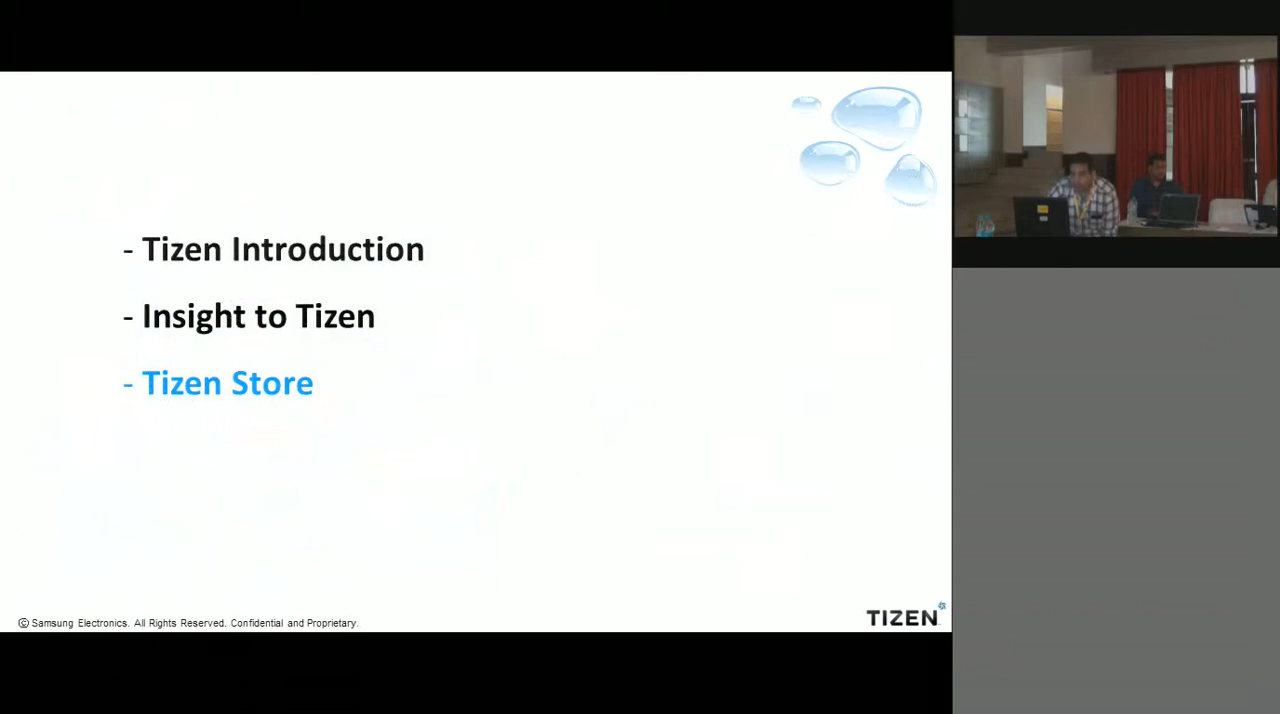 - Tizen Introduction
- Insight to Tizen
- Tizen Store
© Samsung Electronics. All Rights Reserved. Confidential and Proprietary.
TIZEN